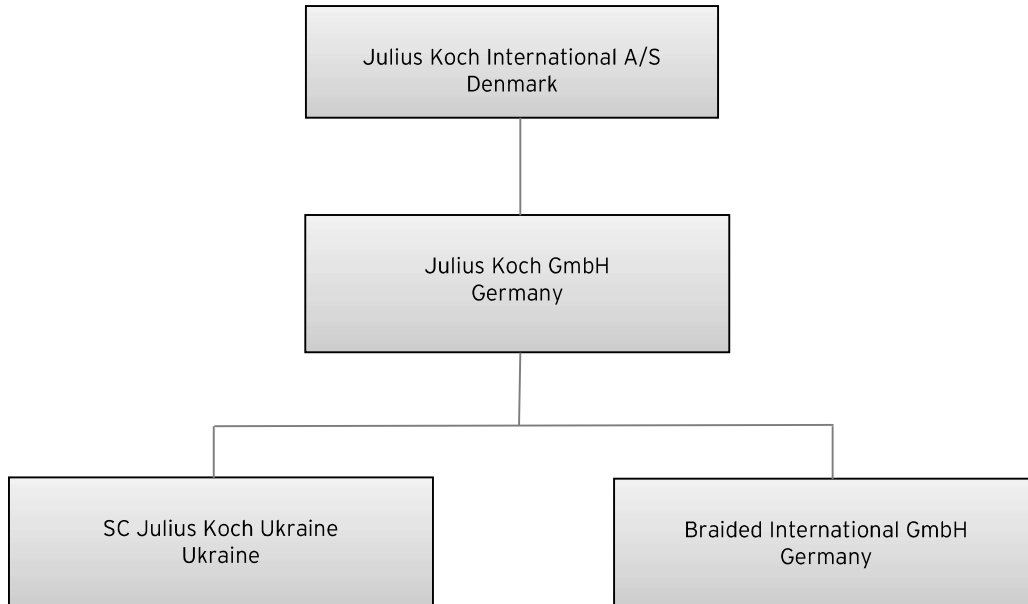 Julius Koch International A/S
Denmark
Julius Koch GmbH
Germany
SC Julius Koch Ukraine
Ukraine
Braided International GmbH
Germany